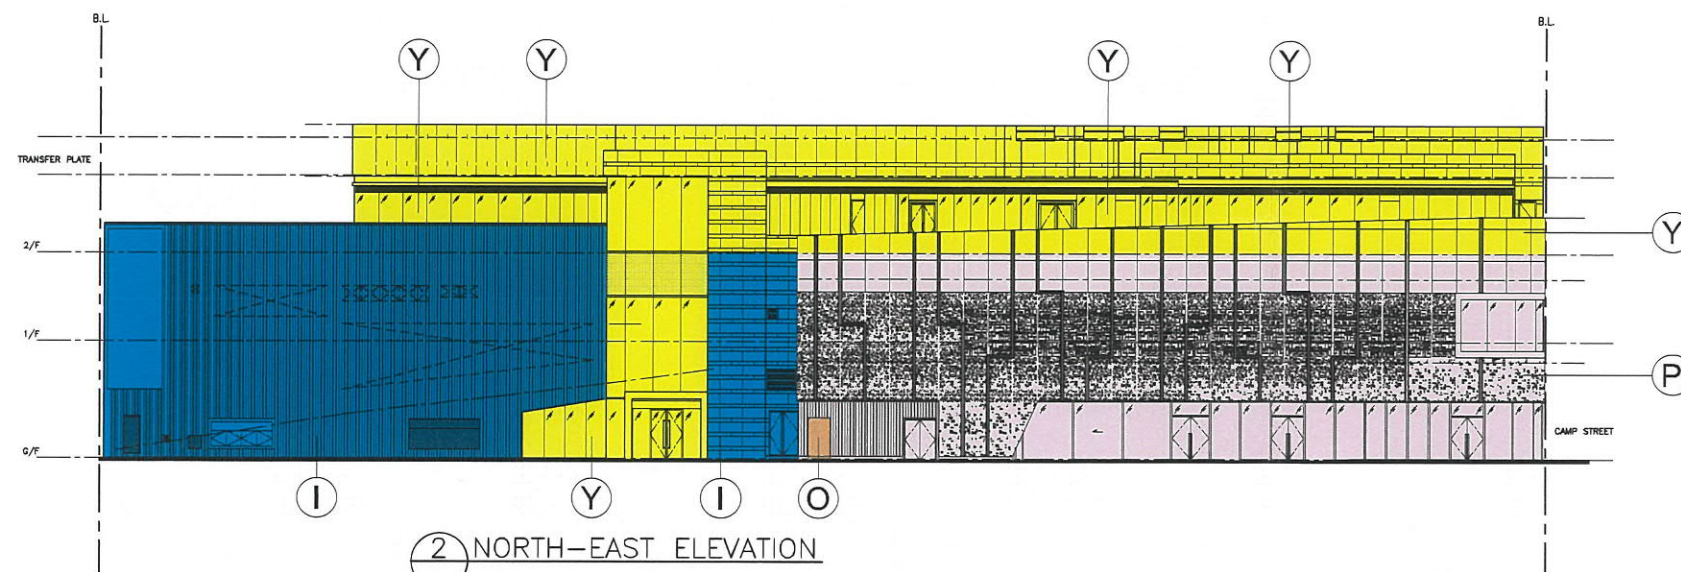 B.L.
B.L.
Y
Y
Y
Y
TRANSFER PLATE
2/F
Y
1/F
P
CAMP STREET
G/F
I
Y
I
O
2 NORTH-EAST ELEVATION